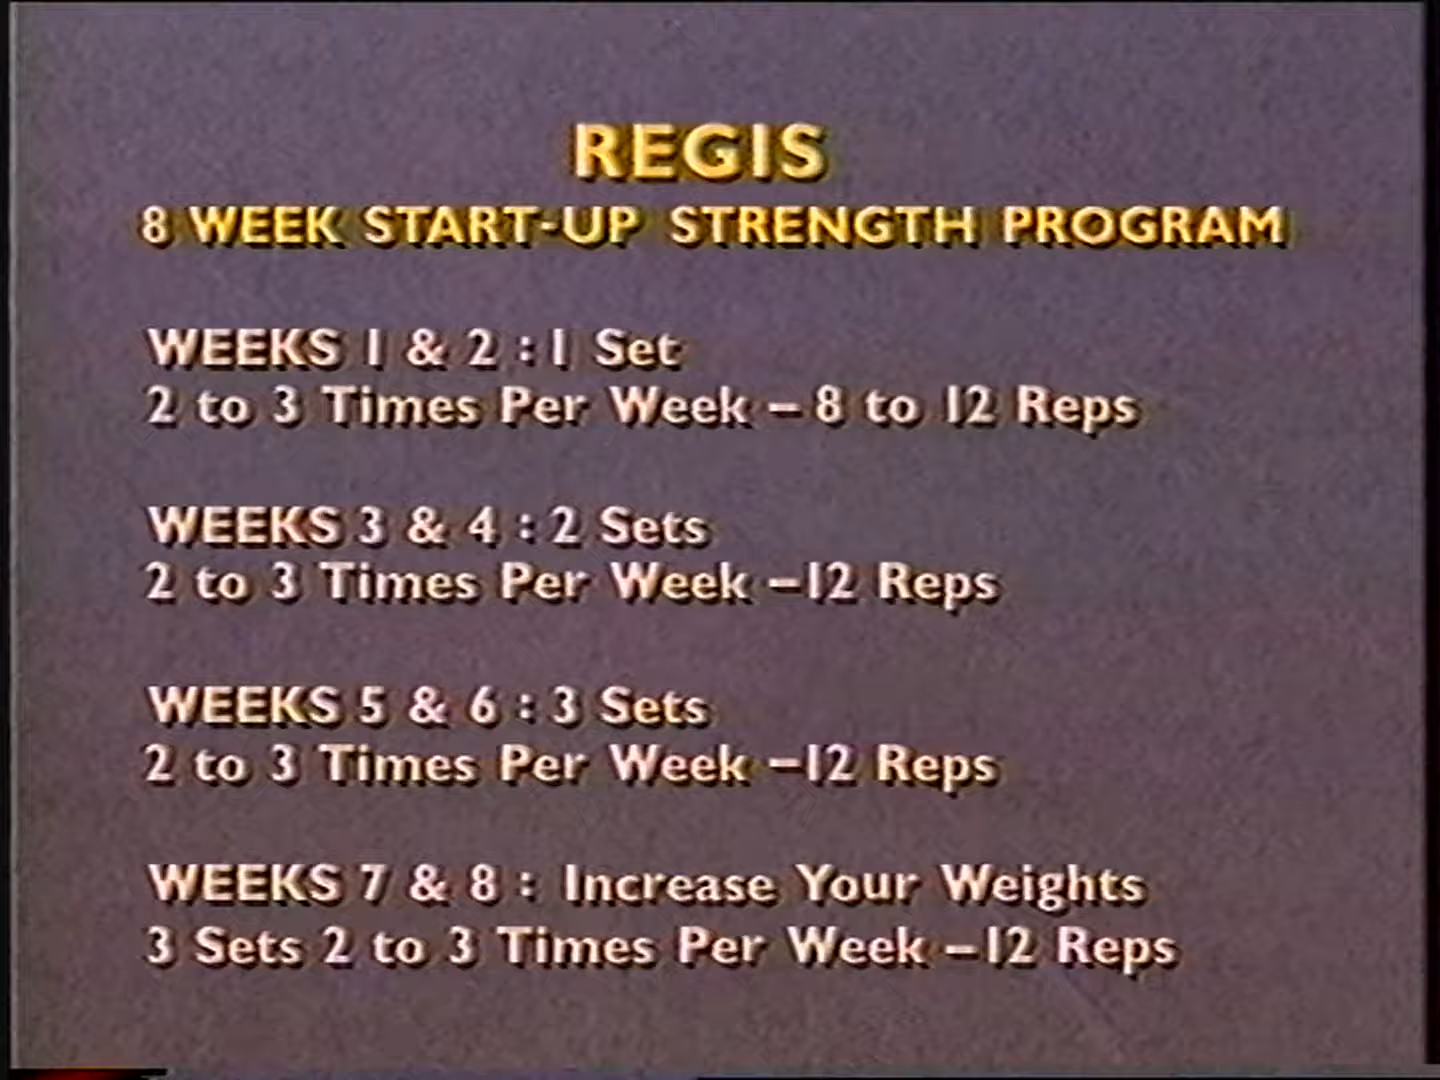 REGIS
8 WEEK START-UP STRENGTH PROGRAM
WEEKS 1 & 2 : 1 Set
2 to 3 Times Per Week – 8 to 12 Reps
WEEKS 3 & 4 : 2 Sets
2 to 3 Times Per Week –12 Reps
WEEKS 5 & 6 : 3 Sets
2 to 3 Times Per Week –12 Reps
WEEKS 7 & 8 : Increase Your Weights
3 Sets 2 to 3 Times Per Week –12 Reps